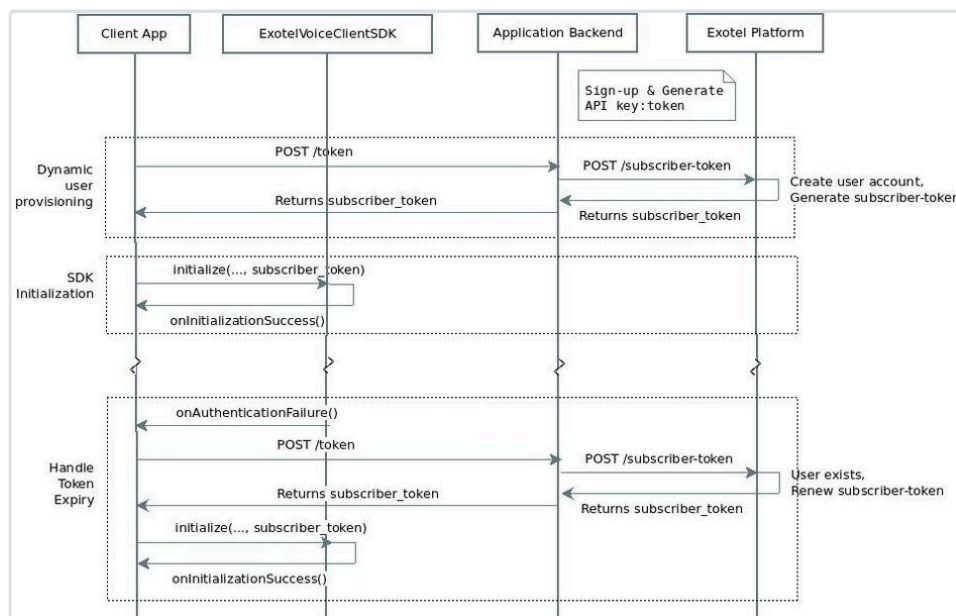 Client App
ExotelVoiceClientSDK
Application Backend
Exotel Platform
Sign-up & Generate
API key:token
Dynamic
user
provisioning
POST /token
POST /subscriber-token
Create user account,
Generate subscriber-token
Returns subscriber_token
Returns subscriber_token
SDK
Initialization
initialize(..., subscriber_token)
onInitializationSuccess()
Handle
Token
Expiry
onAuthenticationFailure()
POST /token
POST /subscriber-token
User exists,
Renew subscriber-token
Returns subscriber_token
Returns subscriber_token
initialize(..., subscriber_token)
onInitializationSuccess()